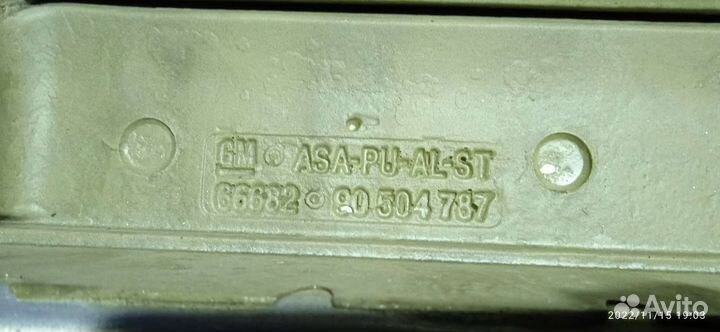 GM ASA-PU-AL-ST
66682 90 504 787
2022/11/15 19:03
Avito